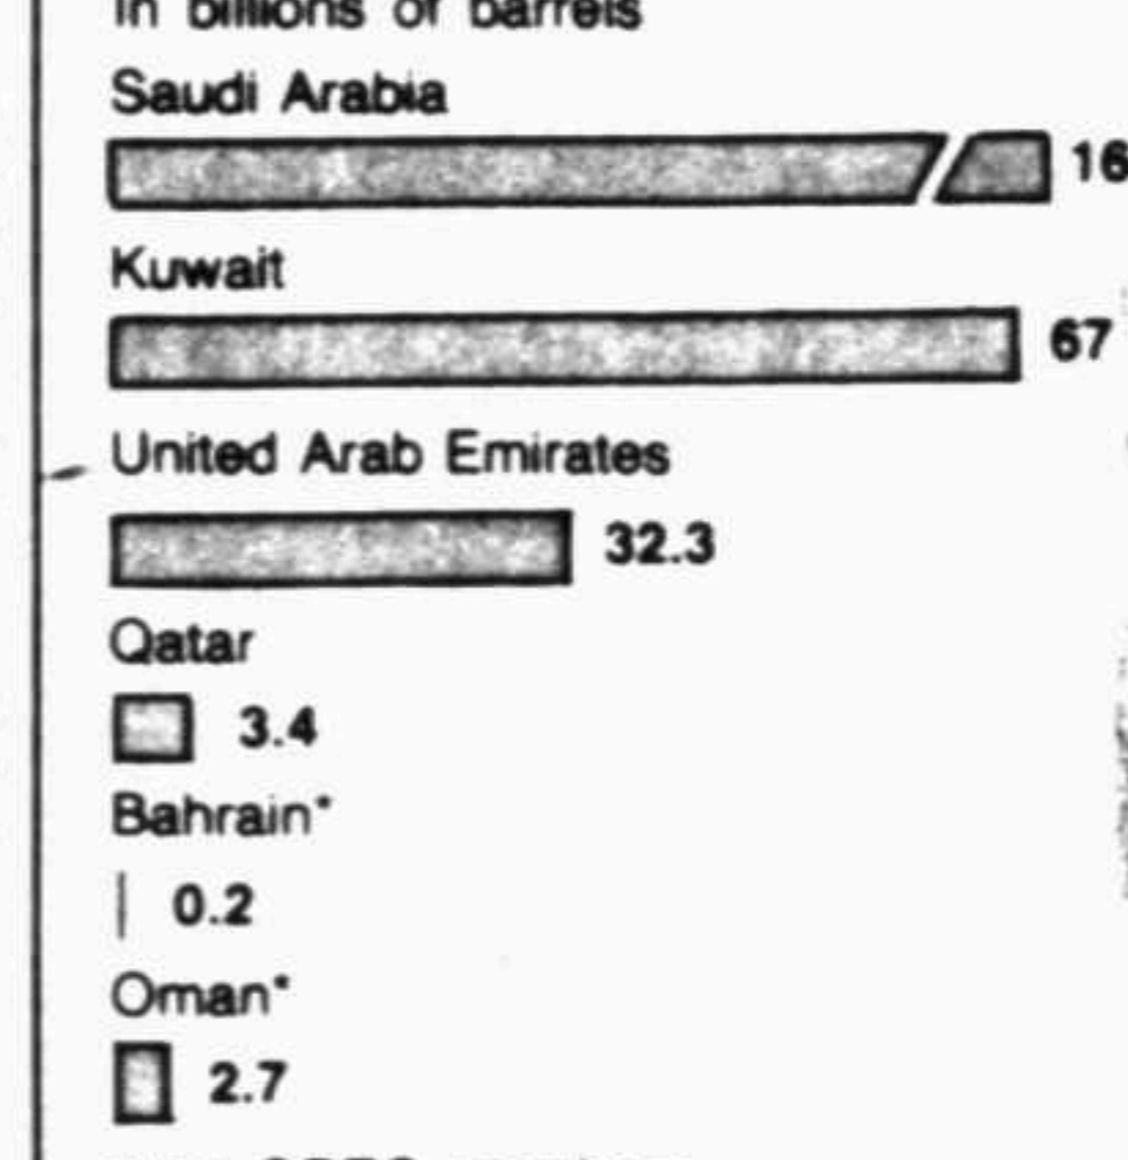 In billions of barrels
Saudi Arabia
16
Kuwait
67
United Arab Emirates
32.3
Qatar
3.4
Bahrain*
0.2
Oman*
2.7